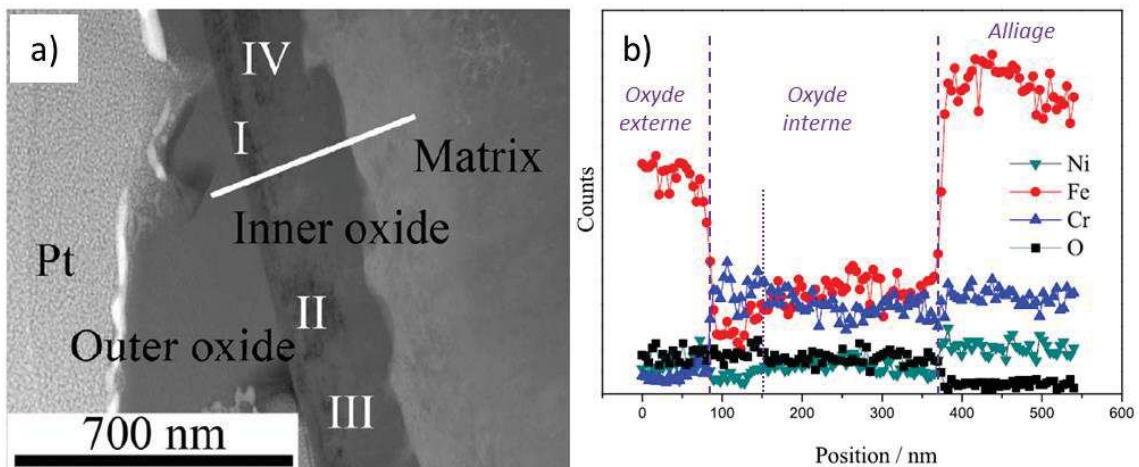 a)
IV
I
Matrix
Inner oxide
Pt
II
Outer oxide
III
700 nm
b)
Alliage
Oxyde
externe
Oxyde
interne
Ni
Fe
Cr
O
Counts
0 100 200 300 400 500 600
Position / nm